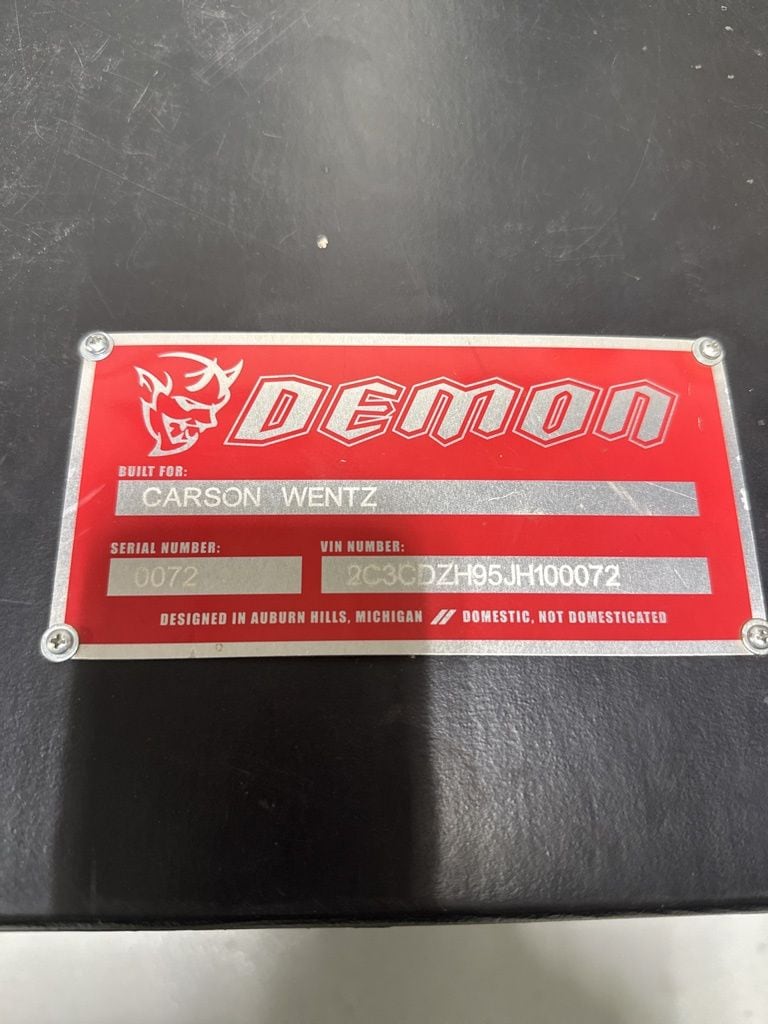 DEMON
BUILT FOR:
CARSON WENTZ
SERIAL NUMBER: VIN NUMBER:
0072 2C3CDZH95JH100072
DESIGNED IN AUBURN HILLS, MICHIGAN // DOMESTIC, NOT DOMESTICATED